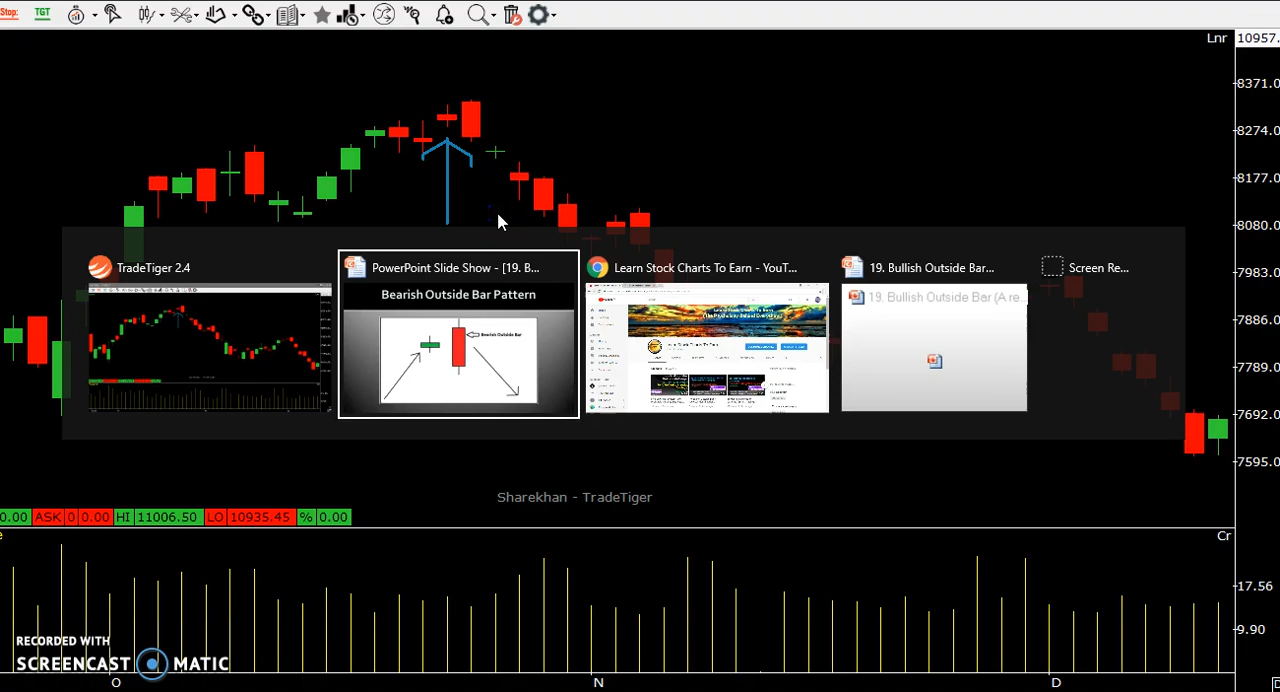 Stop:
TGT
Lnr
10957.
8371.0
8274.0
8177.0
8080.0
7983.0
7886.0
7789.0
7692.0
7595.0
TradeTiger 2.4
PowerPoint Slide Show - [19. B...
Learn Stock Charts To Earn - YouT...
19. Bullish Outside Bar...
Screen Re...
Bearish Outside Bar Pattern
Bearish Outside Bar
19. Bullish Outside Bar (A re...
Sharekhan - TradeTiger
0.00 ASK 0 0.00 HI 11006.50 LO 10935.45 % 0.00
Cr
17.56
9.90
RECORDED WITH
SCREENCAST MATIC
O N D